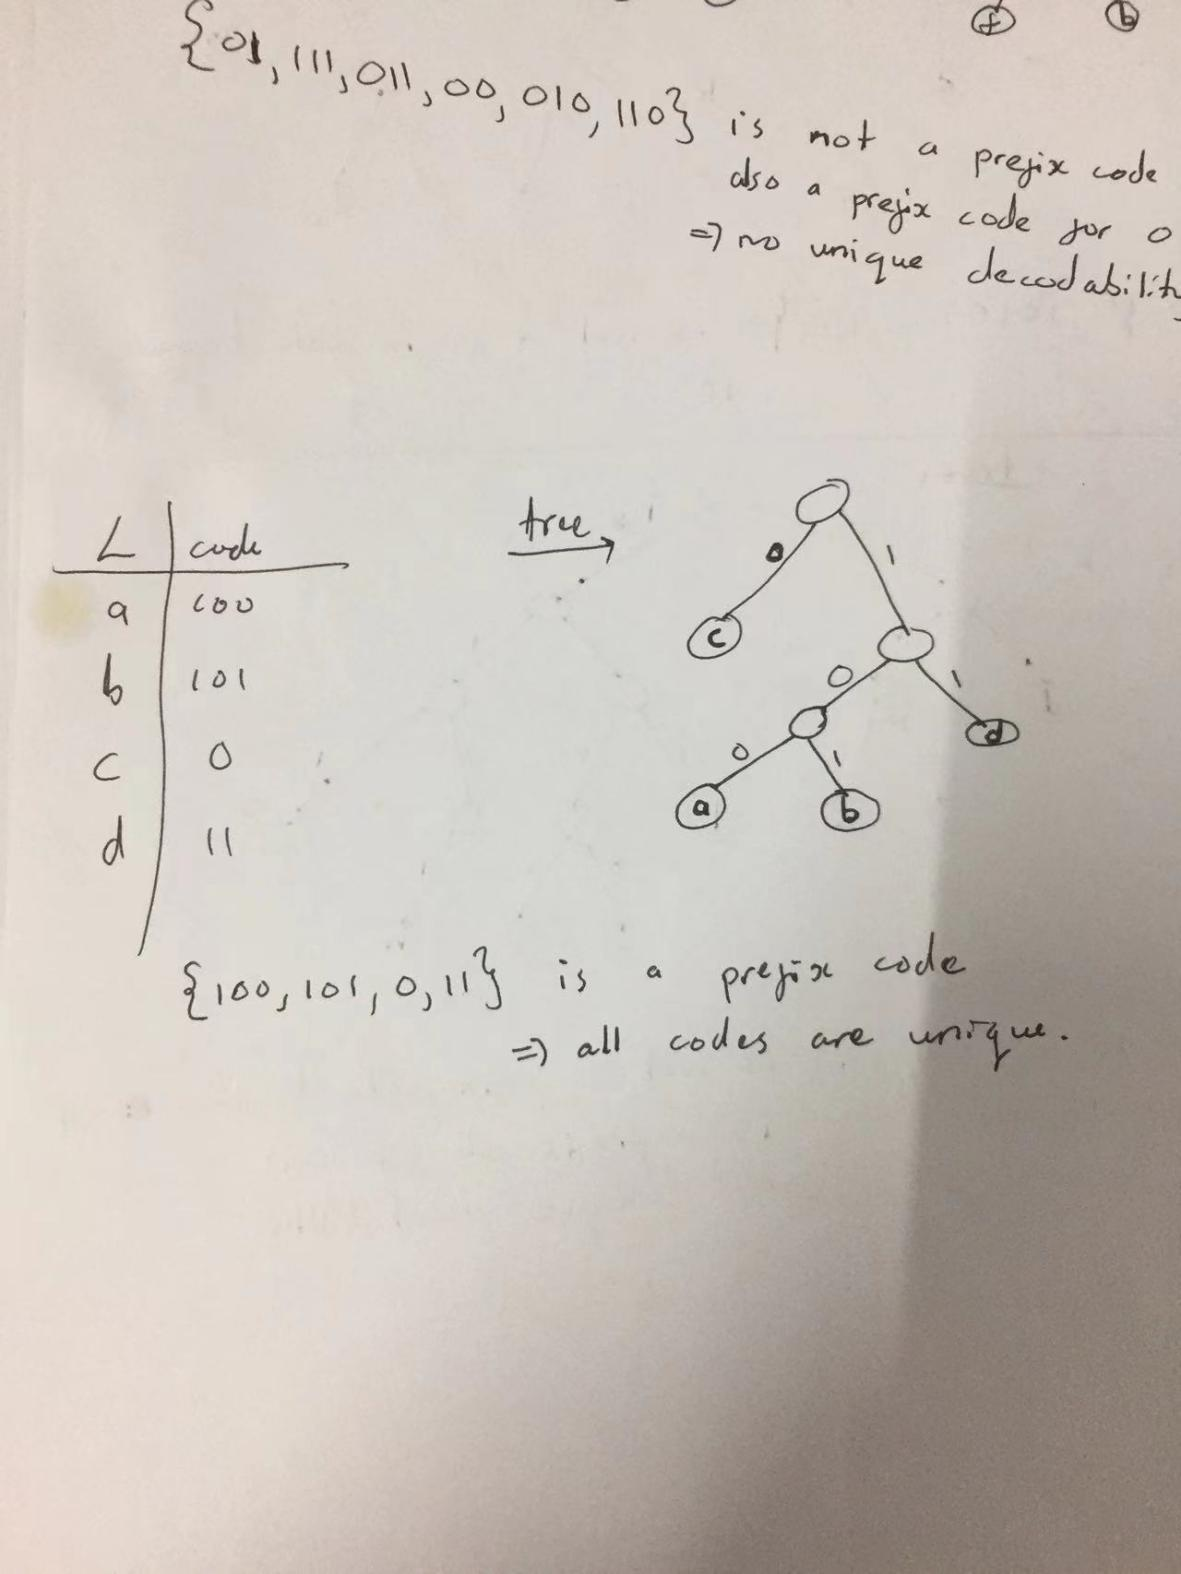 f b
{01, 111, 011, 00, 010, 110} is not a prefix code
also a prefix code for 0
=> no unique decodability
L code
tree
a 100
b 101
c 0
d 11
0 1
c
0 1
d
0 1
a b
{100, 101, 0, 11} is a prefix code
=> all codes are unique.